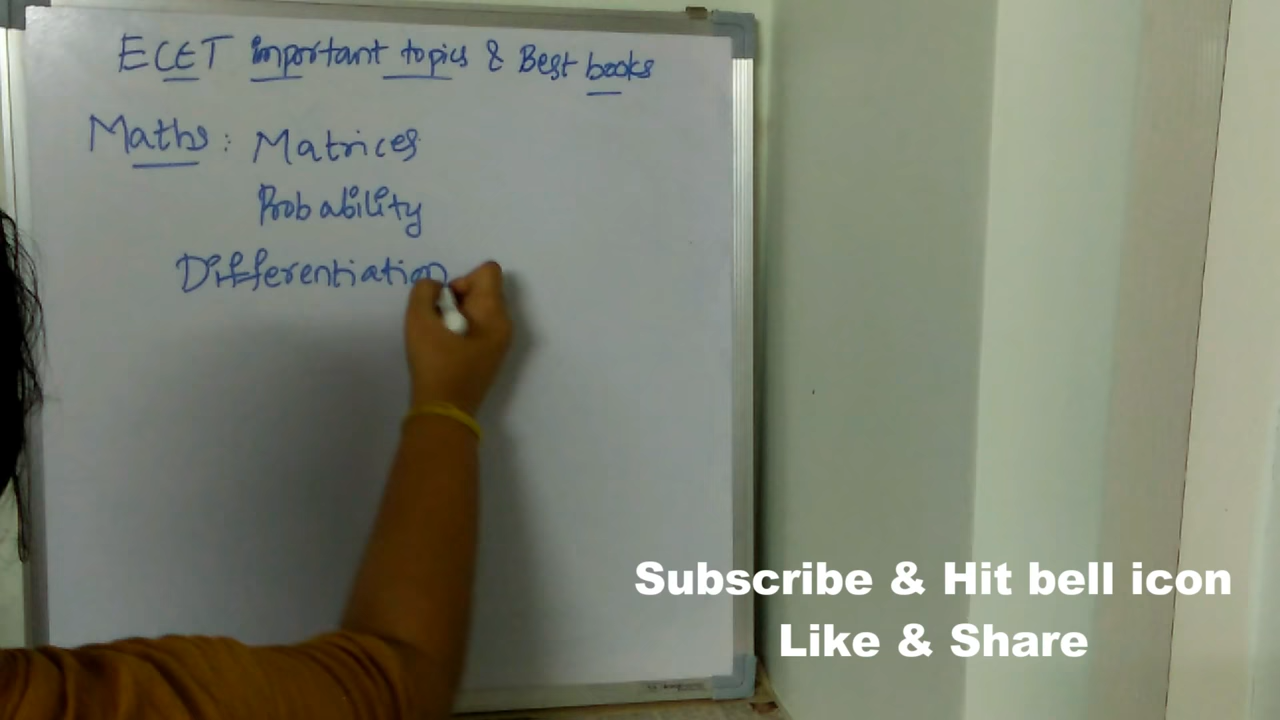 ECET important topics & Best books
Maths: Matrices
Probability
Differentiation
Subscribe & Hit bell icon
Like & Share